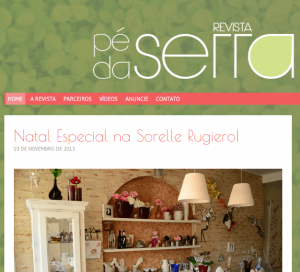 REVISTA
pé
da serra
HOME A REVISTA PARCEIROS VÍDEOS ANUNCIE! CONTATO
Natal Especial na Sorelle Rugiero!
19 DE NOVEMBRO DE 2013